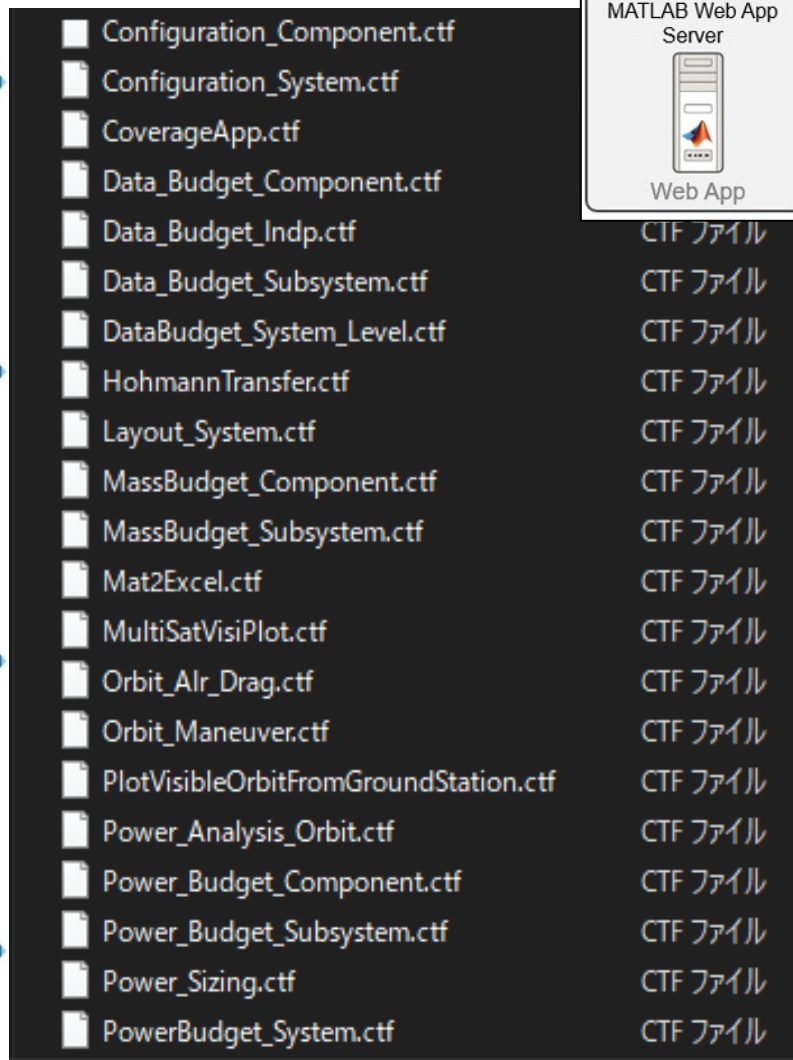 MATLAB Web App
Server
Web App
Configuration_Component.ctf
Configuration_System.ctf
CoverageApp.ctf
Data_Budget_Component.ctf
Data_Budget_Indp.ctf CTF ファイル
Data_Budget_Subsystem.ctf CTF ファイル
DataBudget_System_Level.ctf CTF ファイル
HohmannTransfer.ctf CTF ファイル
Layout_System.ctf CTF ファイル
MassBudget_Component.ctf CTF ファイル
MassBudget_Subsystem.ctf CTF ファイル
Mat2Excel.ctf CTF ファイル
MultiSatVisiPlot.ctf CTF ファイル
Orbit_AIr_Drag.ctf CTF ファイル
Orbit_Maneuver.ctf CTF ファイル
PlotVisibleOrbitFromGroundStation.ctf CTF ファイル
Power_Analysis_Orbit.ctf CTF ファイル
Power_Budget_Component.ctf CTF ファイル
Power_Budget_Subsystem.ctf CTF ファイル
Power_Sizing.ctf CTF ファイル
PowerBudget_System.ctf CTF ファイル